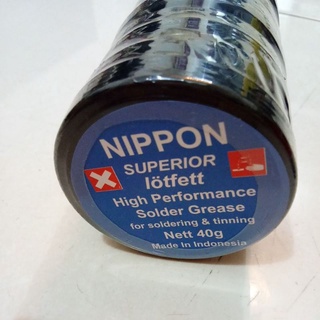 NIPPON
SUPERIOR
lötfett
High Performance
Solder Grease
for soldering & tinning
Nett 40g
Made In Indonesia